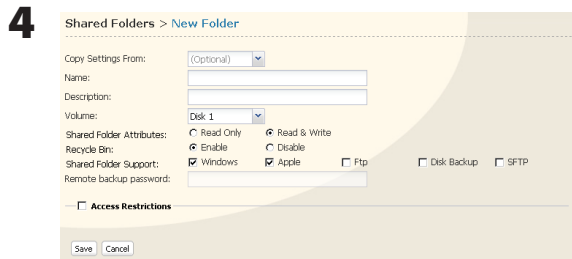 4
Shared Folders > New Folder
Copy Settings From: (Optional)
Name:
Description:
Volume: Disk 1
Shared Folder Attributes: Read Only Read & Write
Recycle Bin: Enable Disable
Shared Folder Support: Windows Apple Ftp Disk Backup SFTP
Remote backup password:
Access Restrictions
Save Cancel